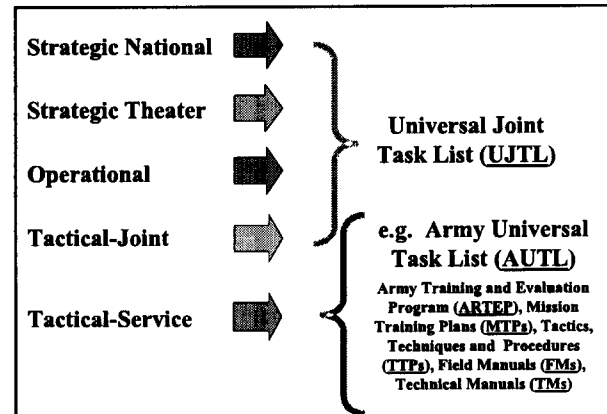 Strategic National
Strategic Theater
Operational
Tactical-Joint
Tactical-Service
Universal Joint
Task List (UJTL)
e.g. Army Universal
Task List (AUTL)
Army Training and Evaluation
Program (ARTEP), Mission
Training Plans (MTPs), Tactics,
Techniques and Procedures
(TTPs), Field Manuals (FMs),
Technical Manuals (TMs)